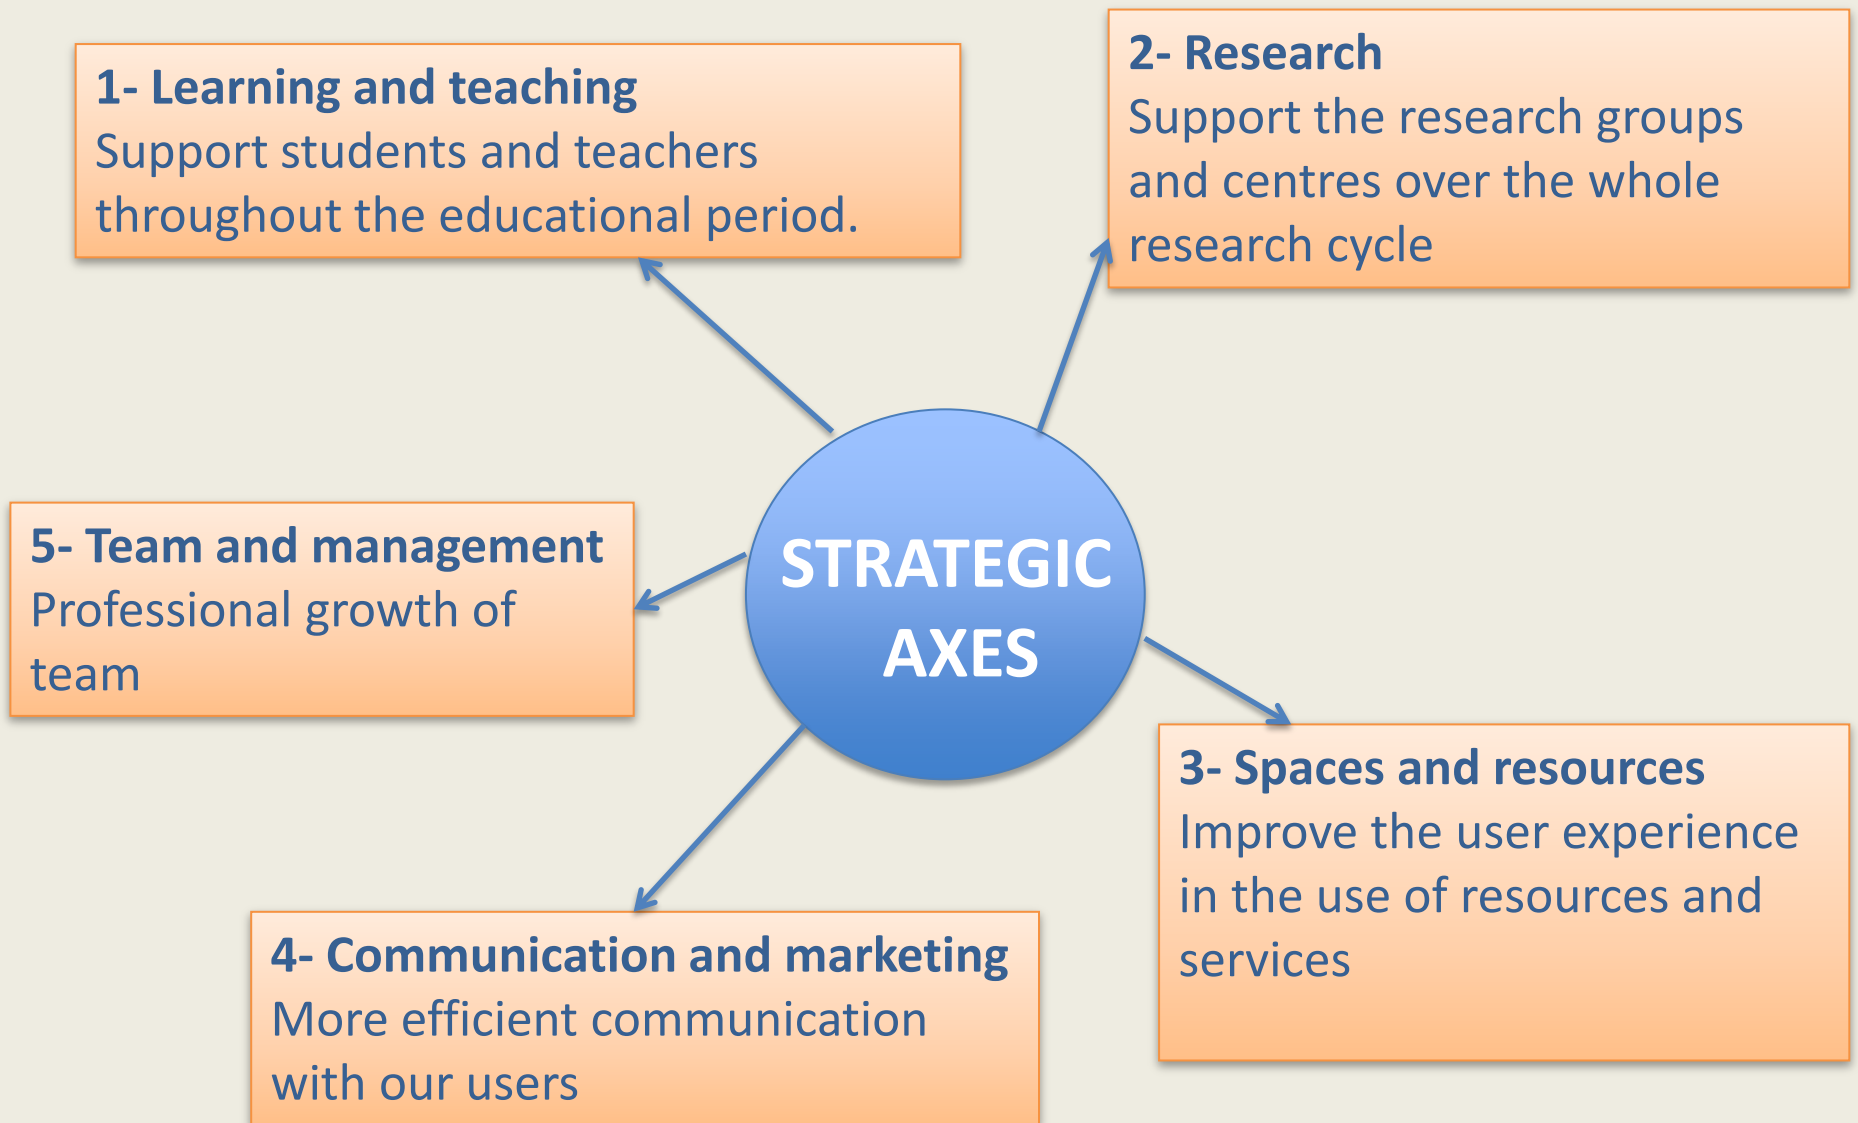 1- Learning and teaching
Support students and teachers
throughout the educational period.
2- Research
Support the research groups
and centres over the whole
research cycle
STRATEGIC
AXES
3- Spaces and resources
Improve the user experience
in the use of resources and
services
4- Communication and marketing
More efficient communication
with our users
5- Team and management
Professional growth of
team